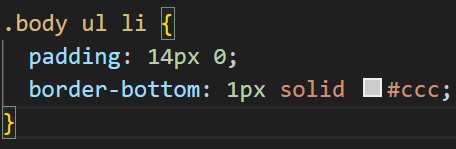 .body ul li {
  padding: 14px 0;
  border-bottom: 1px solid #ccc;
}